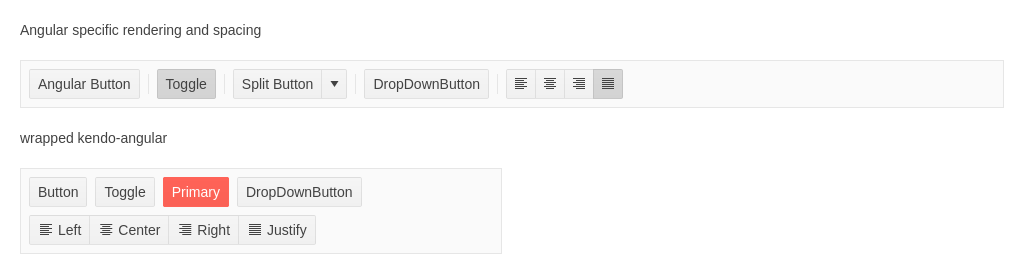 Angular specific rendering and spacing
Angular Button Toggle Split Button DropDownButton
wrapped kendo-angular
Button Toggle Primary DropDownButton
Left Center Right Justify